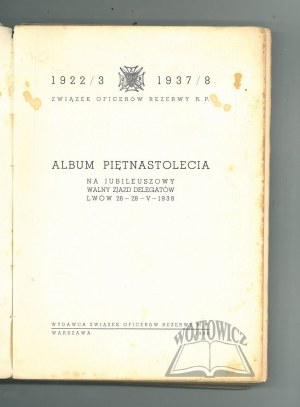 1922/3 1937/8
ZWIĄZEK OFICERÓW REZERWY R.P.
ALBUM PIĘTNASTOLECIA
NA JUBILEUSZOWY
WALNY ZJAZD DELEGATÓW
LWÓW 26-28-V-1938
WYDAWCA ZWIĄZEK OFICERÓW REZERWY
WARSZAWA
WÓJTOWICZ